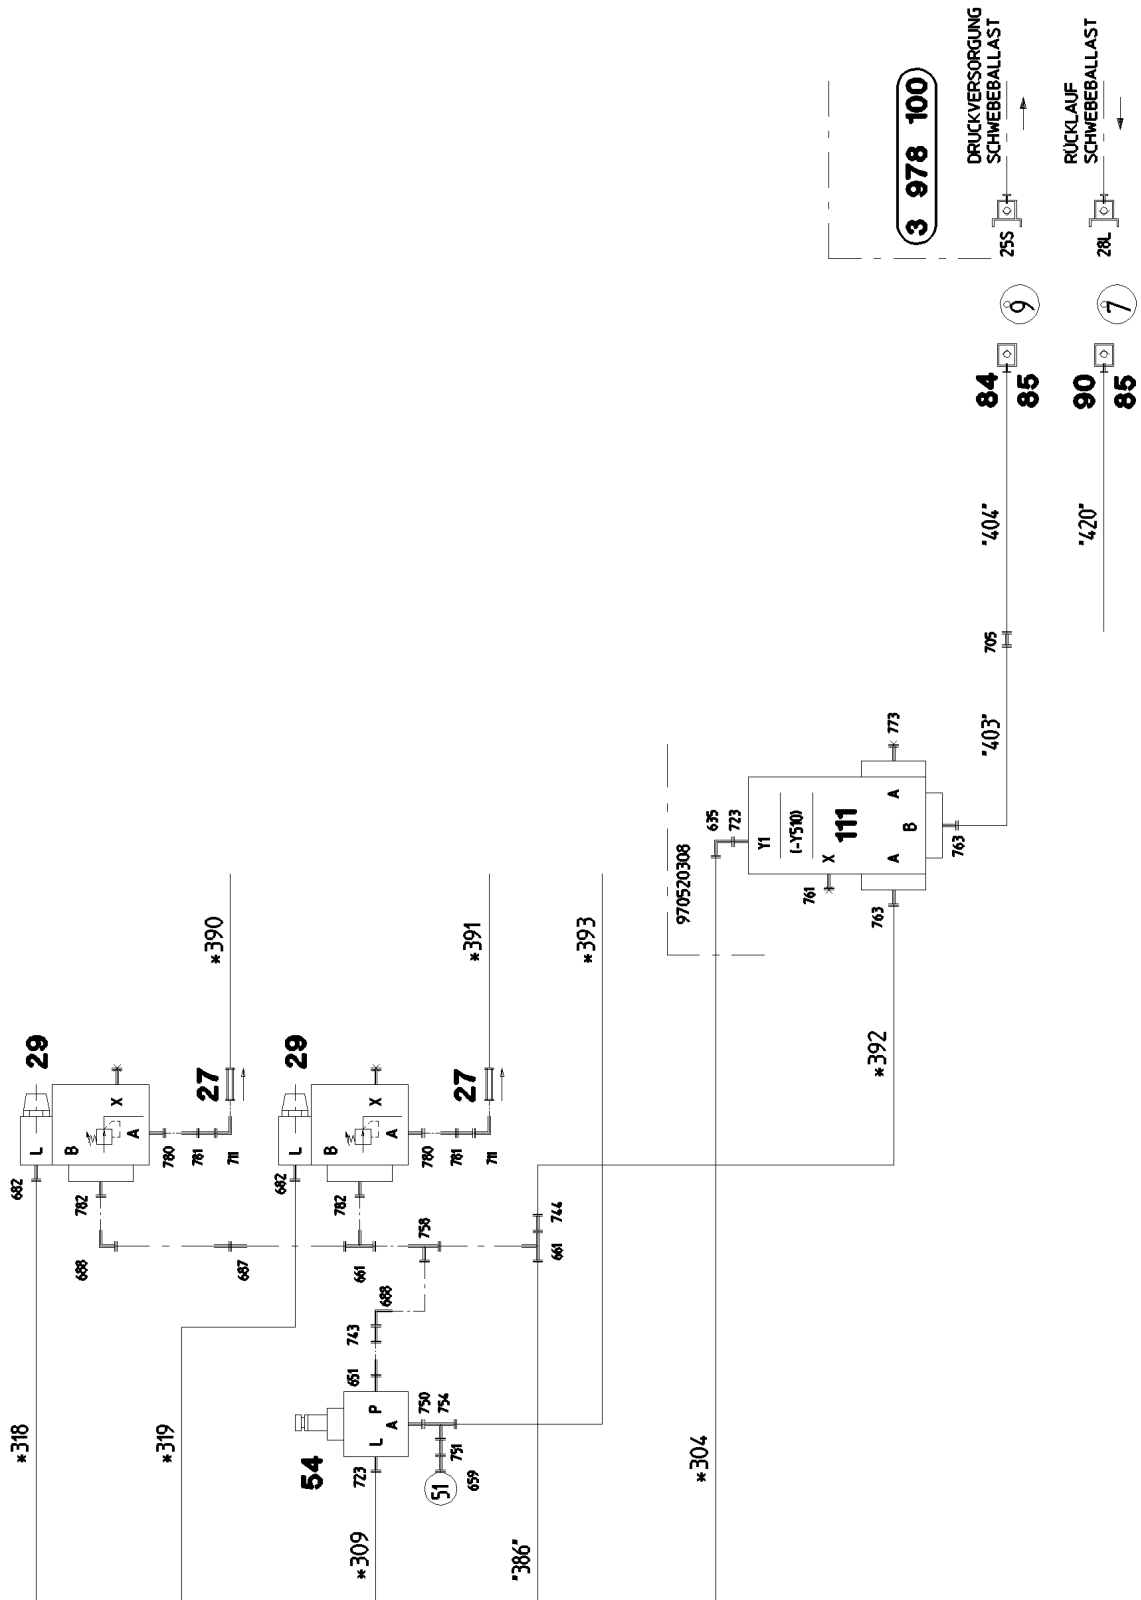 DRUCKVERSORGUNG
SCHWEBEBALLAST
RÜCKLAUF
SCHWEBEBALLAST
3 978 100
25S
28L
9
7
84
85
90
85
"404"
"420"
705
"403"
773
635
723
Y1
(-Y510)
111
X
A
B
A
761
763
763
970520308
*390
*391
*393
*392
29
27
L
B
X
A
682
782
780
781
711
29
27
L
B
X
A
682
782
780
781
711
688
687
661
758
744
661
688
743
651
P
L
A
54
723
750
754
751
659
51
*318
*319
*309
"386"
*304